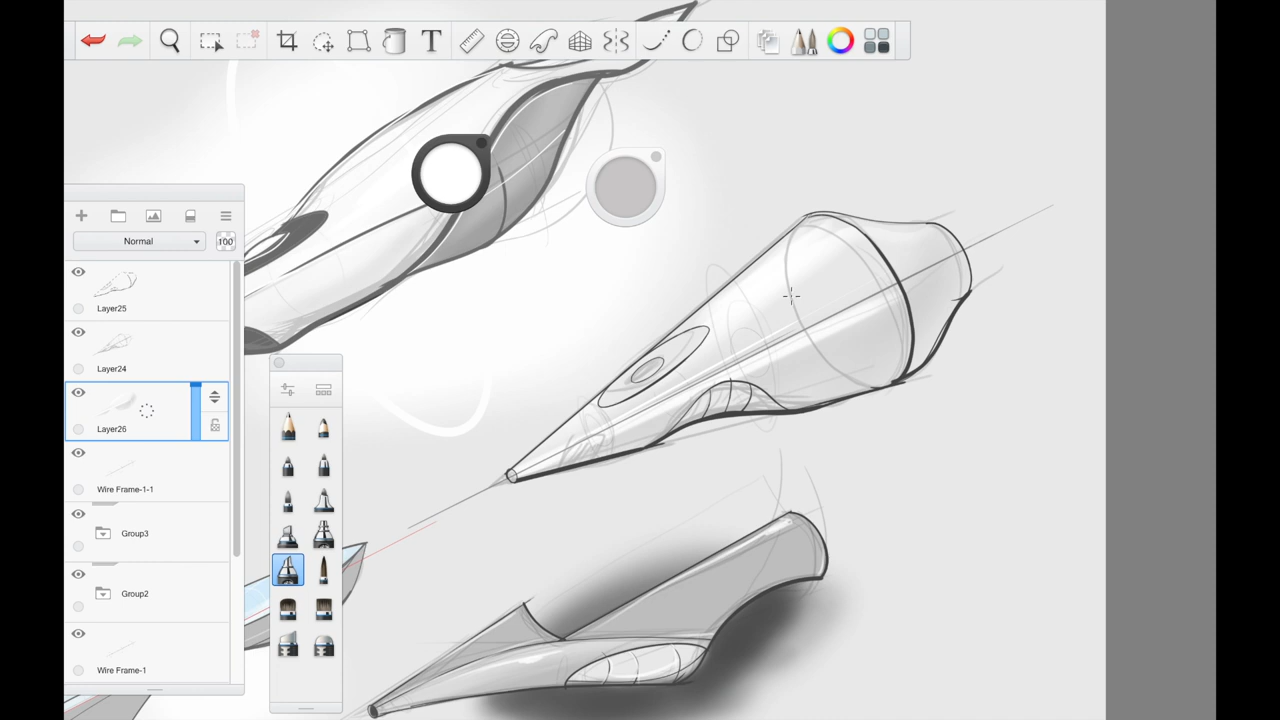 T
Normal
100
Layer25
Layer24
Layer26
Wire Frame-1-1
Group3
Group2
Wire Frame-1